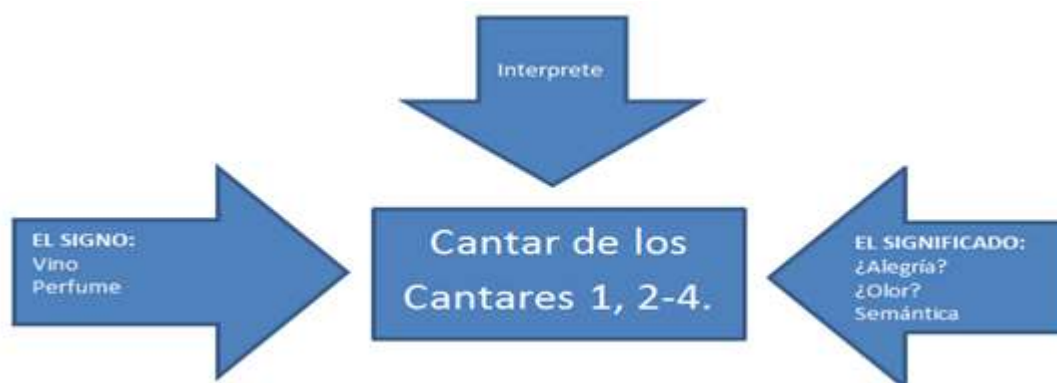 Interprete
EL SIGNO:
Vino
Perfume
Cantar de los
Cantares 1, 2-4.
EL SIGNIFICADO:
¿Alegría?
¿Olor?
Semántica